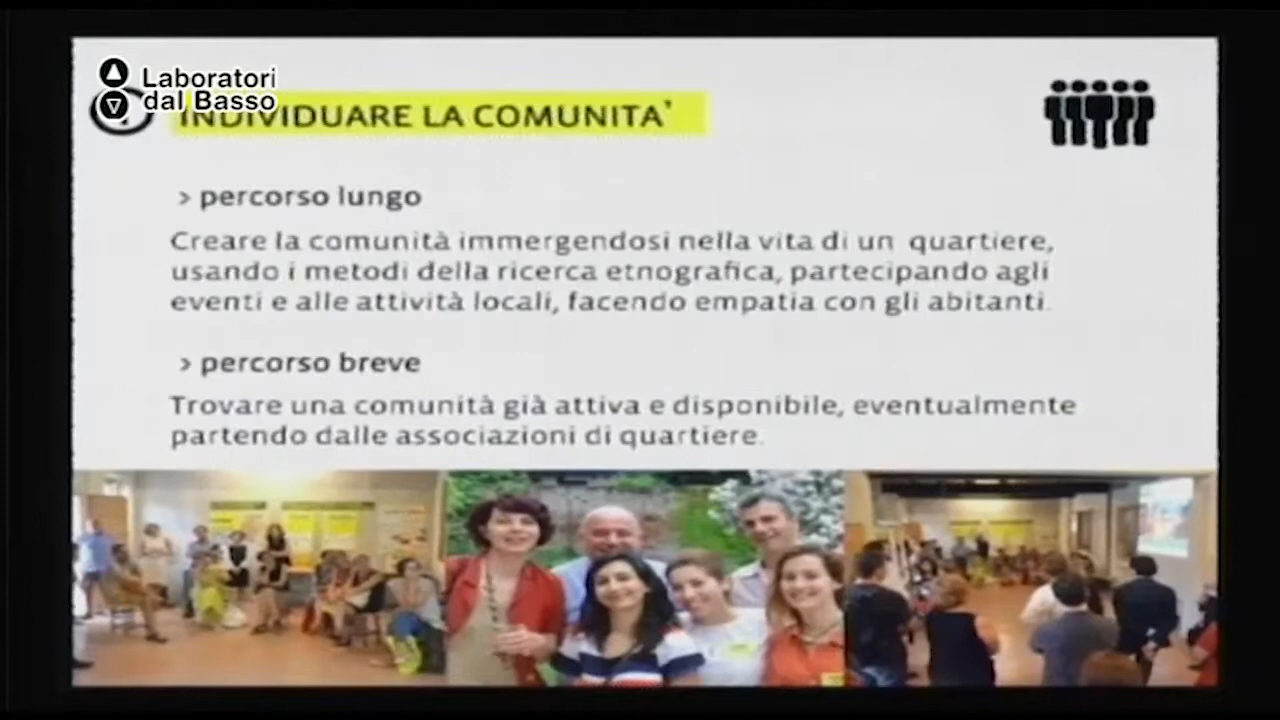 Laboratori
dal Basso
INDIVIDUARE LA COMUNITA'
> percorso lungo
Creare la comunità immergendosi nella vita di un quartiere,
usando i metodi della ricerca etnografica, partecipando agli
eventi e alle attività locali, facendo empatia con gli abitanti.
> percorso breve
Trovare una comunità già attiva e disponibile, eventualmente
partendo dalle associazioni di quartiere.